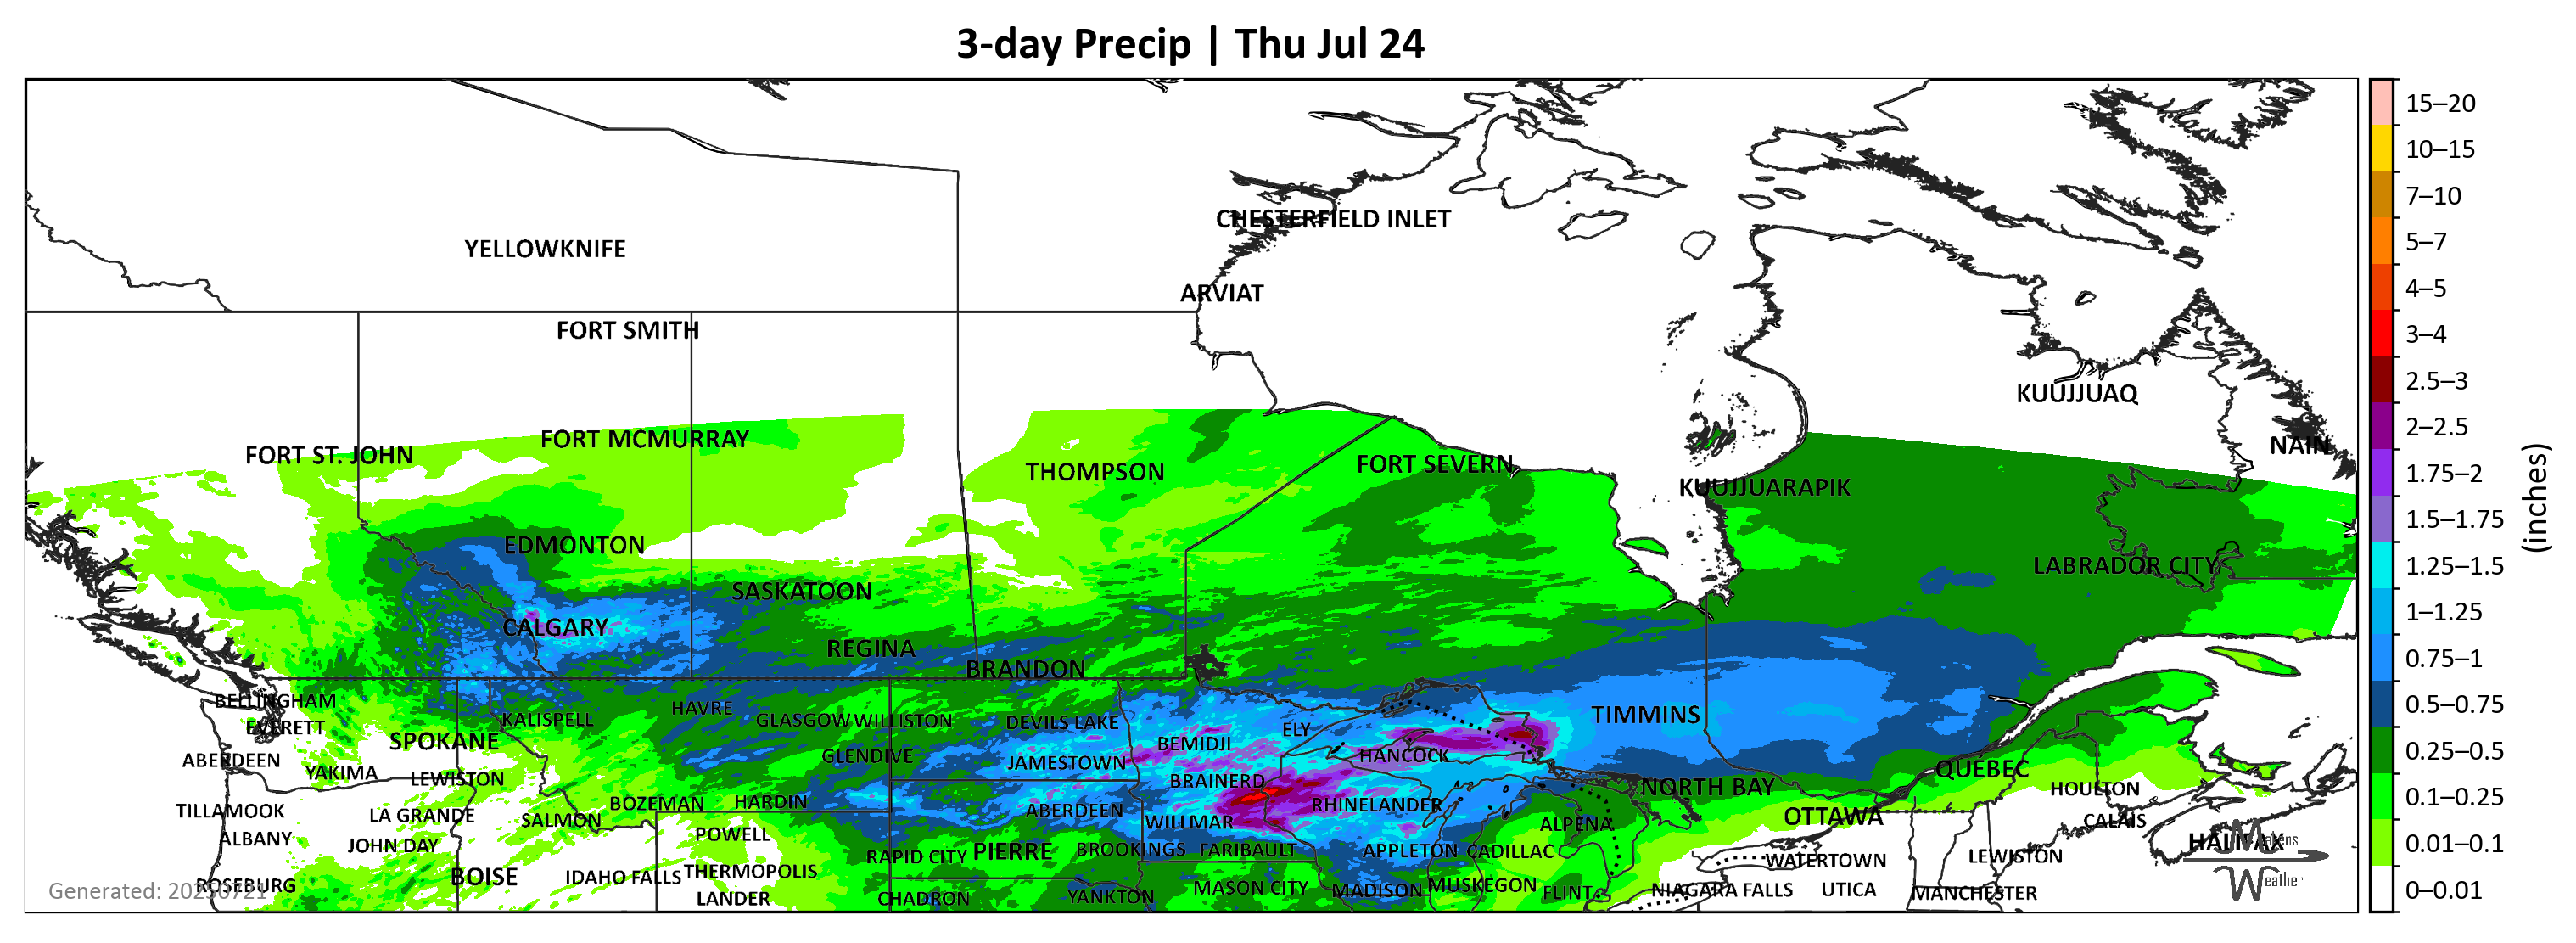 3-day Precip | Thu Jul 24
CHESTERFIELD INLET
YELLOWKNIFE
ARVIAT
FORT SMITH
KUUJJUAQ
FORT MCMURRAY
NAIN
FORT ST. JOHN
FORT SEVERN
THOMPSON
KUUJJUARAPIK
EDMONTON
LABRADOR CITY
SASKATOON
CALGARY
REGINA
BRANDON
BELLINGHAM
HAVRE
TIMMINS
KALISPELL
GLASGOW WILLISTON
DEVILS LAKE
EVERETT
ELY
SPOKANE
BEMIDJI
GLENDIVE
HANCOCK
ABERDEEN
JAMESTOWN
QUEBEC
YAKIMA
LEWISTON
BRAINERD
NORTH BAY
HOULTON
BOZEMAN
HARDIN
RHINELANDER
TILLAMOOK
LA GRANDE
SALMON
ABERDEEN
WILLMAR
OTTAWA
CALAIS
ALPENA
ALBANY
JOHN DAY
POWELL
HALIFAX
Makens
Weather
RAPID CITY
PIERRE
BROOKINGS
FARIBAULT
APPLETON
CADILLAC
WATERTOWN
LEWISTON
BOISE
IDAHO FALLS
THERMOPOLIS
ROSEBURG
Generated: 20250721
LANDER
CHADRON
YANKTON
MASON CITY
MADISON
MUSKEGON
FLINT
NIAGARA FALLS
UTICA
MANCHESTER
15–20
10–15
7–10
5–7
4–5
3–4
2.5–3
2–2.5
1.75–2
1.5–1.75
1.25–1.5
1–1.25
0.75–1
0.5–0.75
0.25–0.5
0.1–0.25
0.01–0.1
0–0.01
(inches)